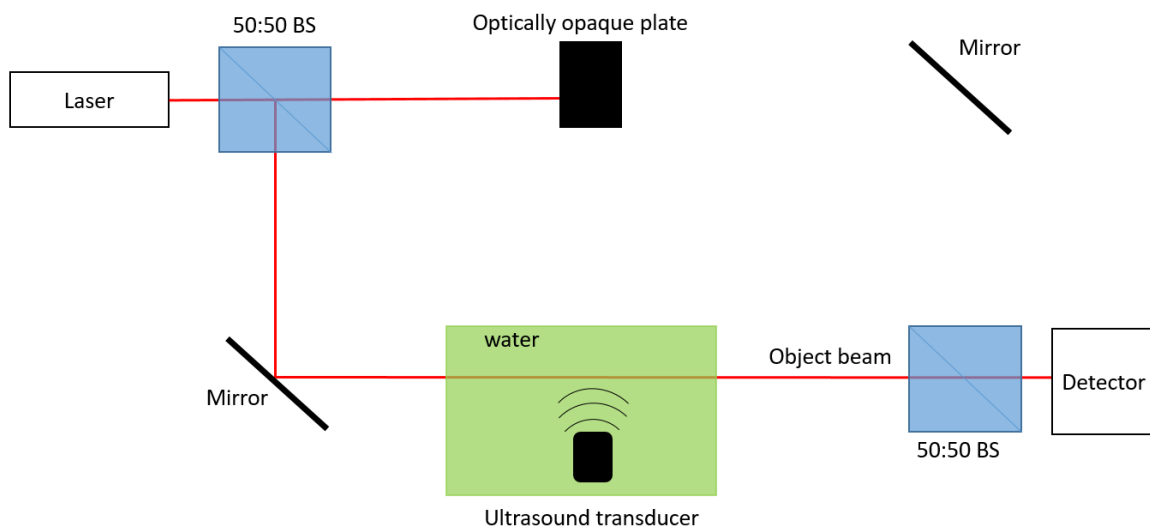 50:50 BS
Optically opaque plate
Mirror
Laser
water
Object beam
Detector
Mirror
50:50 BS
Ultrasound transducer